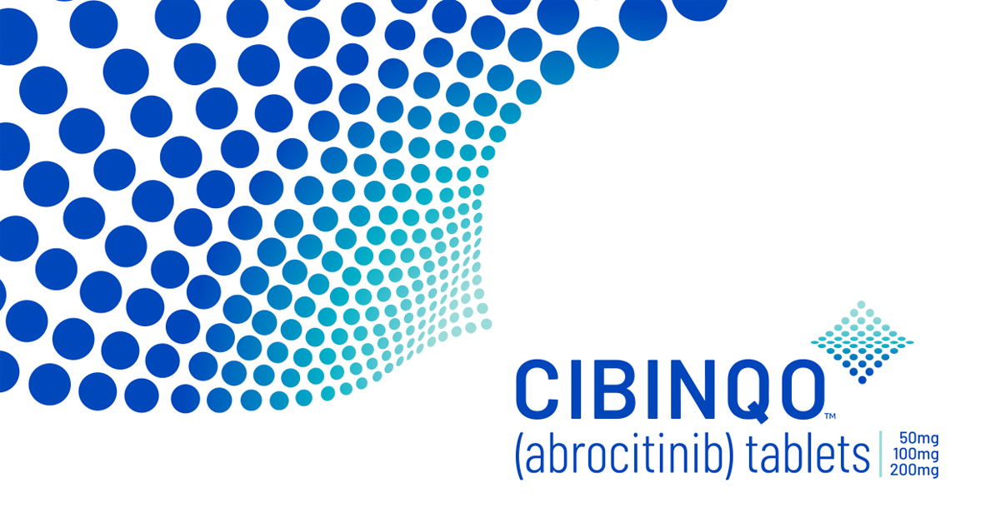 CIBINQO™
(abrocitinib) tablets
50mg
100mg
200mg